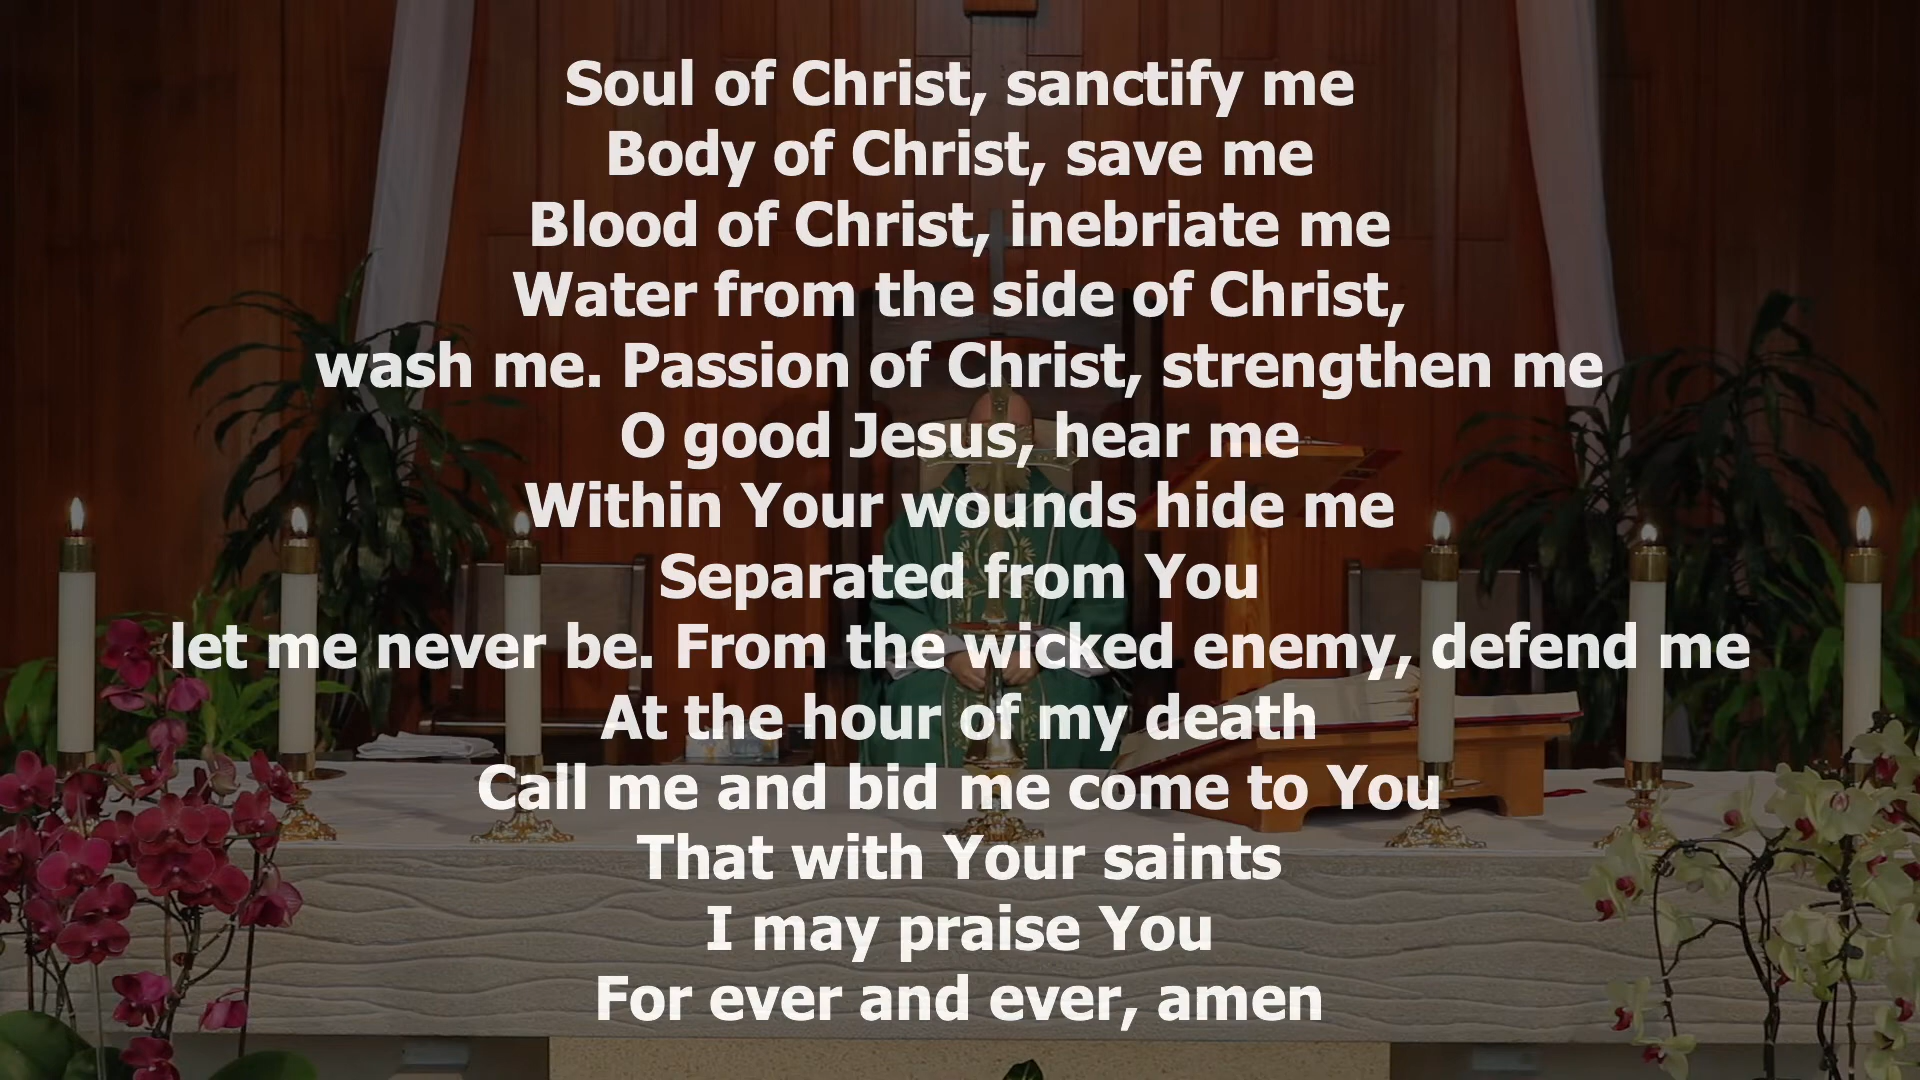 Soul of Christ, sanctify me
Body of Christ, save me
Blood of Christ, inebriate me
Water from the side of Christ,
wash me. Passion of Christ, strengthen me
O good Jesus, hear me
Within Your wounds hide me
Separated from You
let me never be. From the wicked enemy, defend me
At the hour of my death
Call me and bid me come to You
That with Your saints
I may praise You
For ever and ever, amen